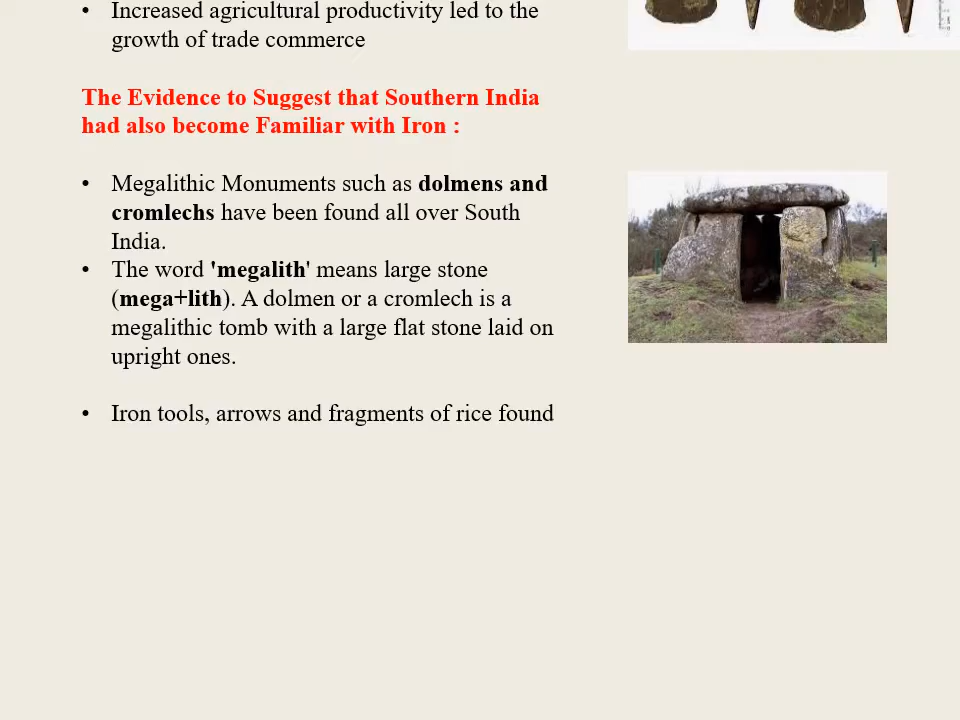 • Increased agricultural productivity led to the
growth of trade commerce
The Evidence to Suggest that Southern India
had also become Familiar with Iron :
• Megalithic Monuments such as dolmens and
cromlechs have been found all over South
India.
• The word 'megalith' means large stone
(mega+lith). A dolmen or a cromlech is a
megalithic tomb with a large flat stone laid on
upright ones.
• Iron tools, arrows and fragments of rice found